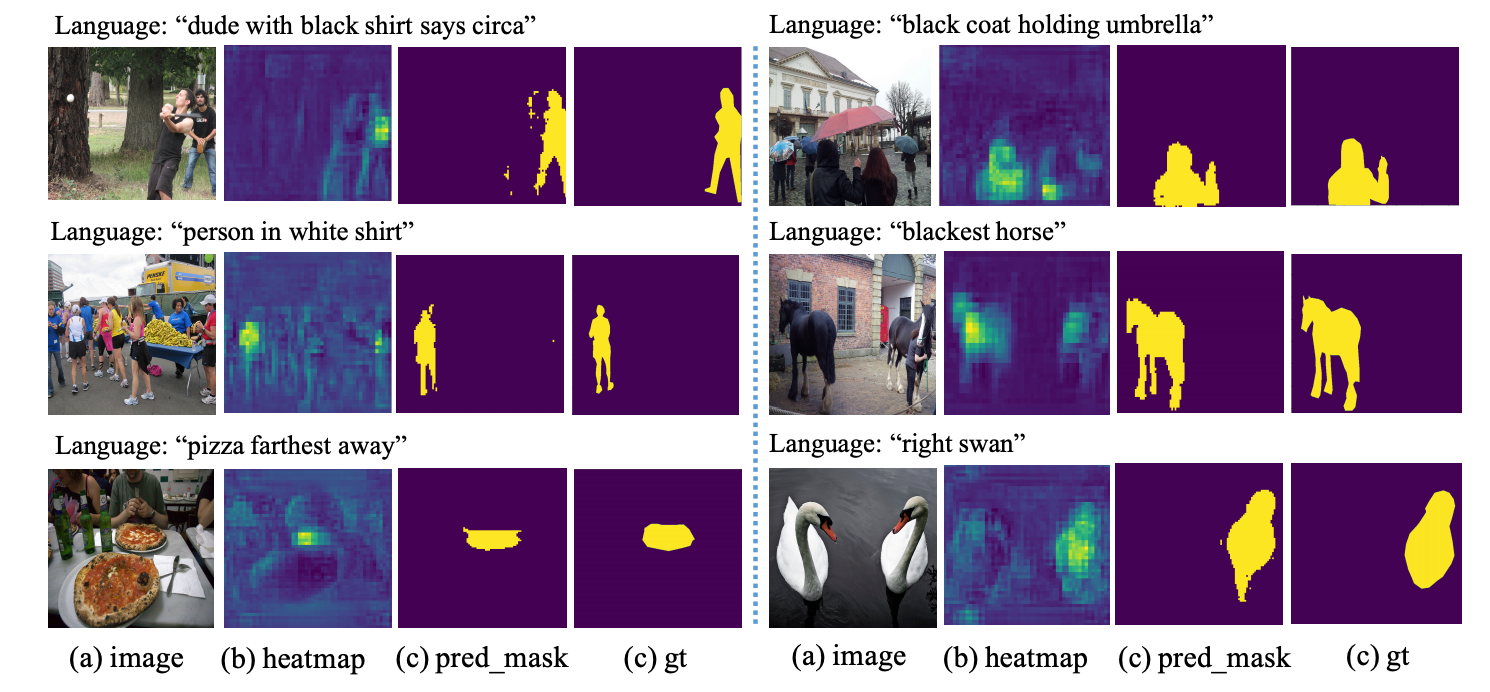 Language: “dude with black shirt says circa”
Language: “black coat holding umbrella”
Language: “person in white shirt”
PENSKE
Language: “blackest horse”
Language: “pizza farthest away”
Language: “right swan”
(a) image (b) heatmap (c) pred_mask (c) gt
(a) image (b) heatmap (c) pred_mask (c) gt